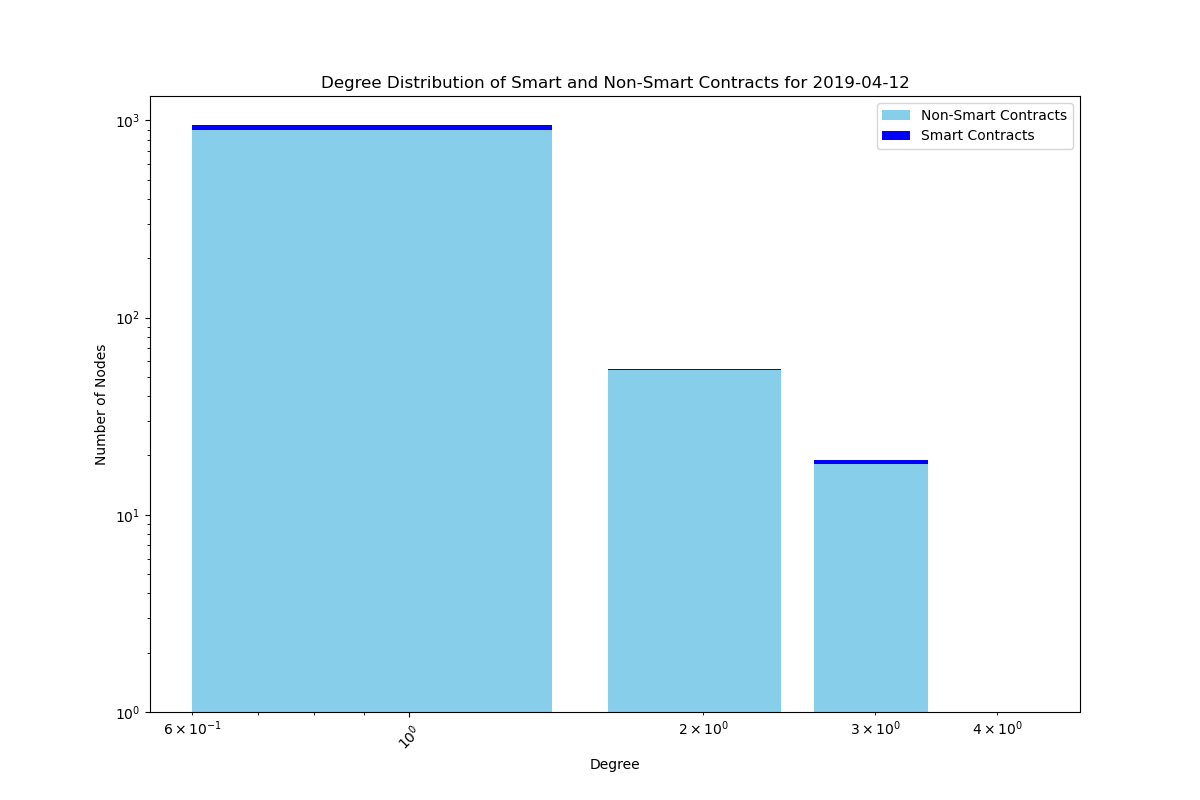 Degree Distribution of Smart and Non-Smart Contracts for 2019-04-12
Non-Smart Contracts
Smart Contracts
Number of Nodes
10³
10²
10¹
10⁰
6 × 10⁻¹
10⁰
2 × 10⁰
3 × 10⁰
4 × 10⁰
Degree